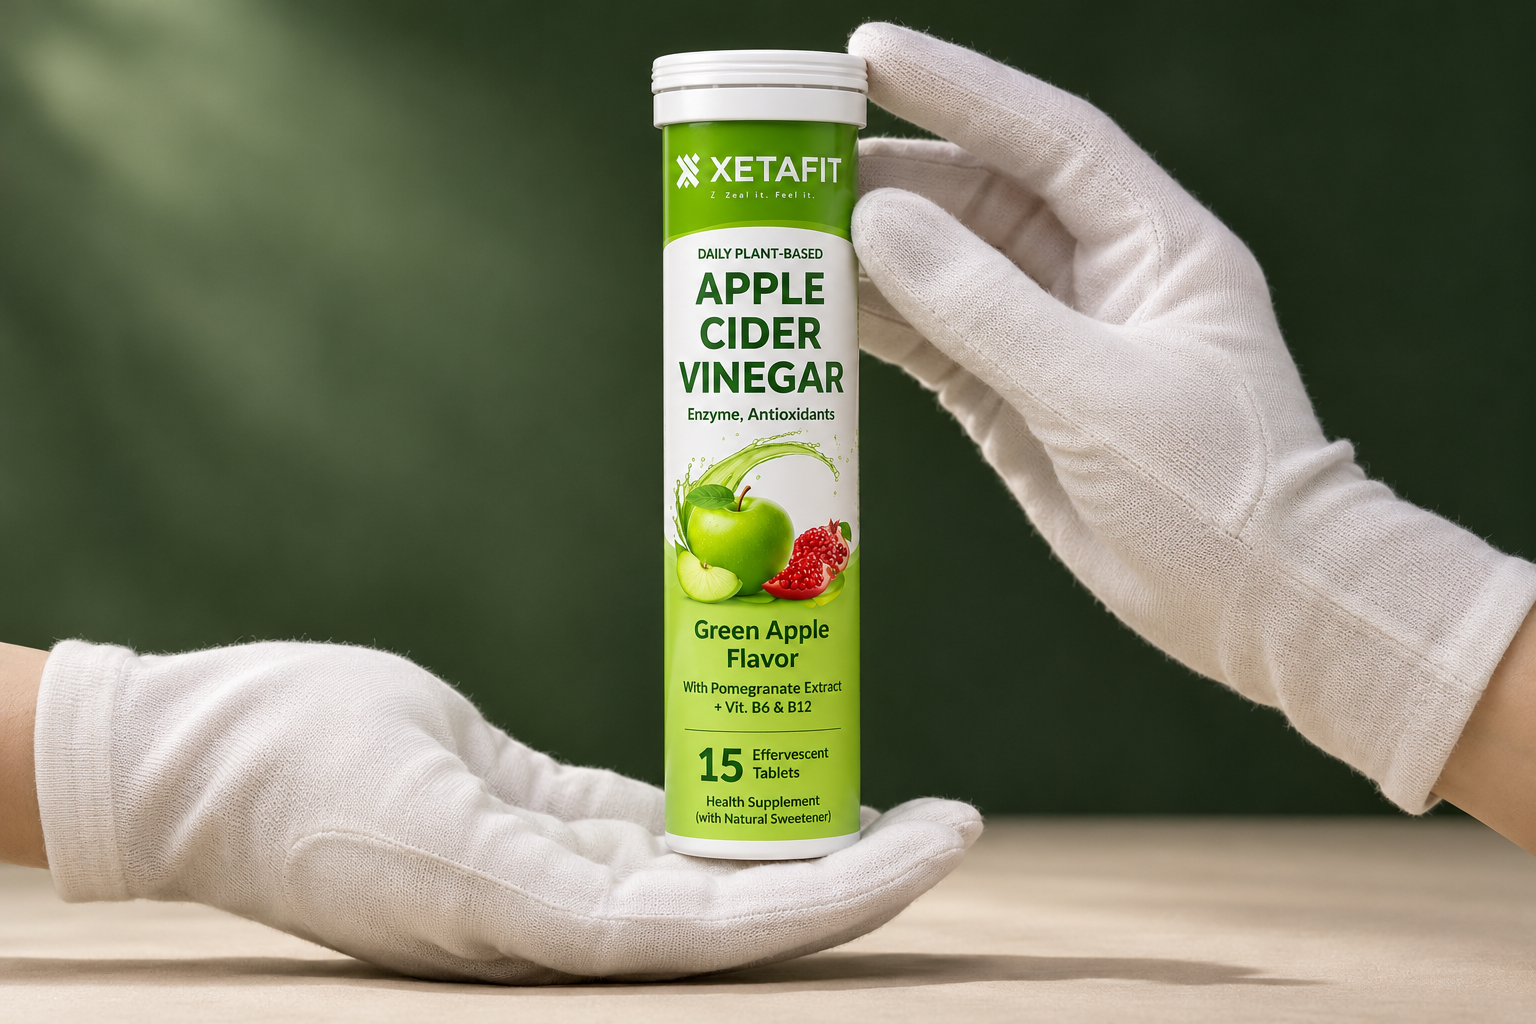 XETAFIT
Z Zeal it. Feel it.
DAILY PLANT-BASED
APPLE
CIDER
VINEGAR
Enzyme, Antioxidants
Green Apple
Flavor
With Pomegranate Extract
+ Vit. B6 & B12
15 Effervescent
Tablets
Health Supplement
(with Natural Sweetener)